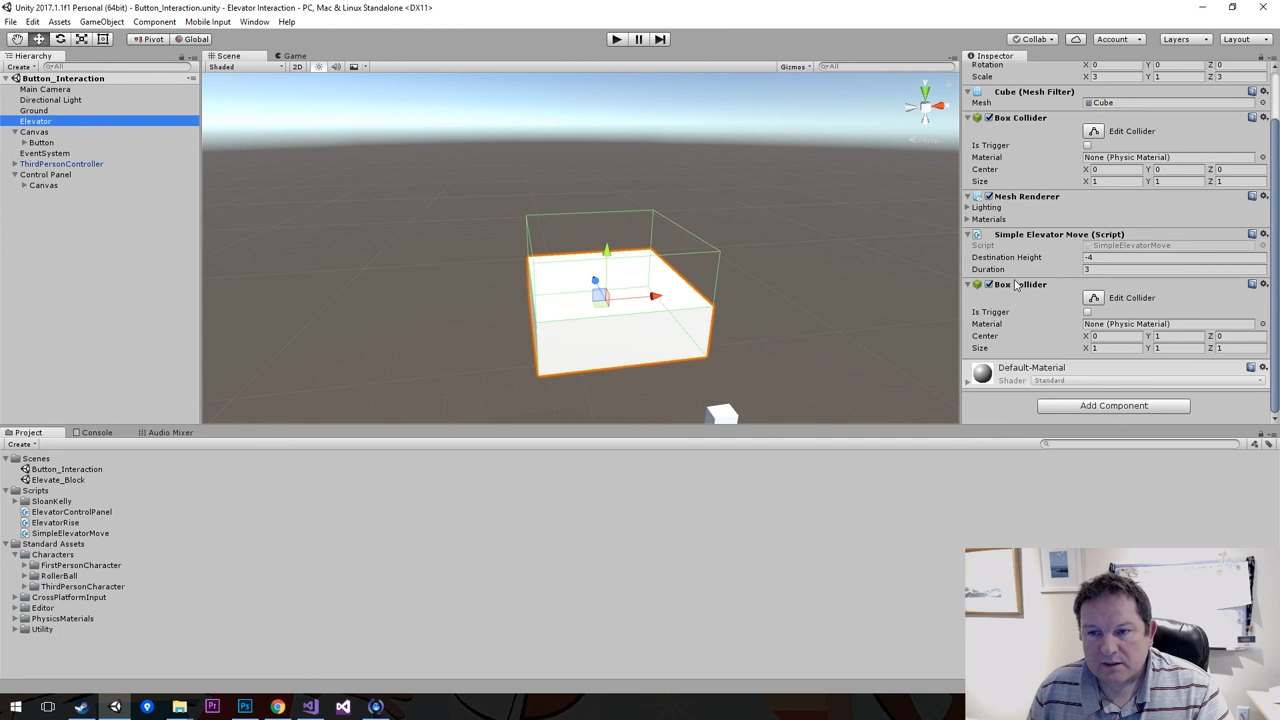 Unity 2017.1.1f1 Personal (64bit) - Button_Interaction.unity - Elevator Interaction - PC, Mac & Linux Standalone <DX11>
File Edit Assets GameObject Component Mobile Input Window Help
Pivot Global Collab Account Layers Layout
Hierarchy Scene Game Inspector
Create All Shaded 2D Gizmos All
Button_Interaction
Main Camera
Directional Light
Ground
Elevator
Canvas
Button
EventSystem
ThirdPersonController
Control Panel
Canvas
y
x
Persp
Rotation X 0 Y 0 Z 0
Scale X 3 Y 1 Z 3
Cube (Mesh Filter)
Mesh Cube
Box Collider
Edit Collider
Is Trigger
Material None (Physic Material)
Center X 0 Y 0 Z 0
Size X 1 Y 1 Z 1
Mesh Renderer
Lighting
Materials
Simple Elevator Move (Script)
Script SimpleElevatorMove
Destination Height -4
Duration 3
Box Collider
Edit Collider
Is Trigger
Material None (Physic Material)
Center X 0 Y 1 Z 0
Size X 1 Y 1 Z 1
Default-Material
Shader Standard
Add Component
Project Console Audio Mixer
Create
Scenes
Button_Interaction
Elevate_Block
Scripts
SloanKelly
ElevatorControlPanel
ElevatorRise
SimpleElevatorMove
Standard Assets
Characters
FirstPersonCharacter
RollerBall
ThirdPersonCharacter
CrossPlatformInput
Editor
PhysicsMaterials
Utility
Pr
Ps